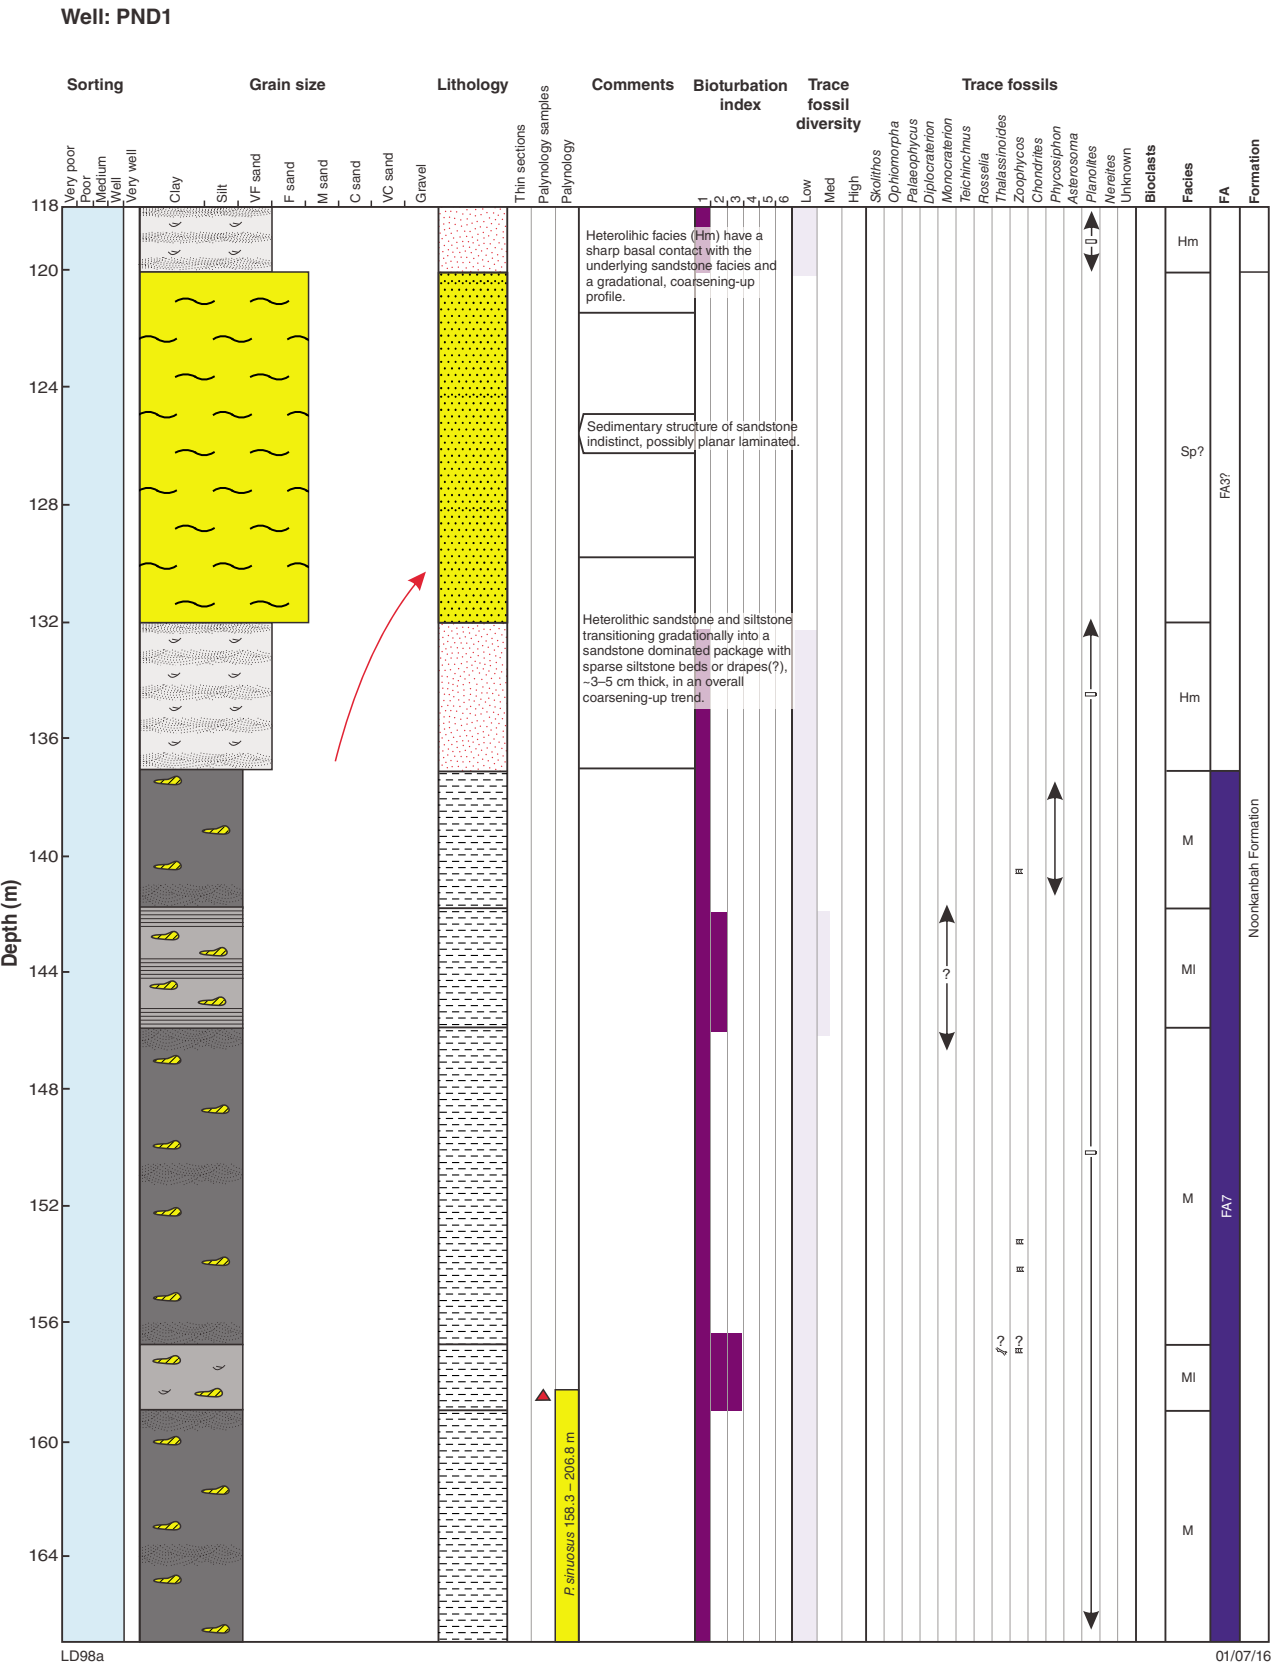 Well: PND1
Sorting
Grain size
Lithology
Comments
Bioturbation
index
Trace
fossil
diversity
Trace fossils
Very poor
Poor
Medium
Well
Very well
Clay
Silt
VF sand
F sand
M sand
C sand
VC sand
Gravel
Thin sections
Palynology samples
Palynology
1
2
3
4
5
6
Low
Med
High
Skolithos
Ophiomorpha
Palaeophycus
Diplocraterion
Monocraterion
Teichichnus
Rosselia
Thalassinoides
Zoophycos
Chondrites
Phycosiphon
Asterosoma
Planolites
Nereites
Unknown
Bioclasts
Facies
FA
Formation
Depth (m)
118
120
124
128
132
136
140
144
148
152
156
160
164
Heterolihic facies (Hm) have a
sharp basal contact with the
underlying sandstone facies and
a gradational, coarsening-up
profile.
Sedimentary structure of sandstone
indistinct, possibly planar laminated.
Heterolithic sandstone and siltstone
transitioning gradationally into a
sandstone dominated package with
sparse siltstone beds or drapes(?),
~3–5 cm thick, in an overall
coarsening-up trend.
P. sinuosus 158.3 – 206.8 m
?
? ?
Hm
Sp?
Hm
M
Ml
M
Ml
M
FA3?
FA7
Noonkanbah Formation
LD98a
01/07/16